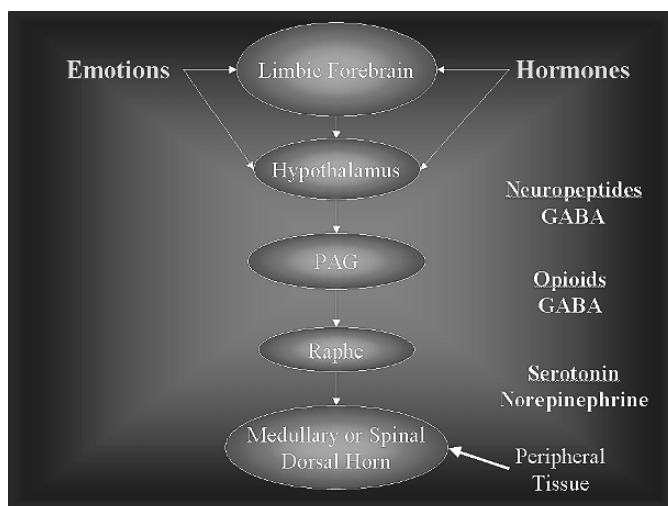 Emotions
Limbic Forebrain
Hormones
Hypothalamus
Neuropeptides
GABA
PAG
Opioids
GABA
Raphe
Serotonin
Norepinephrine
Medullary or Spinal
Dorsal Horn
Peripheral
Tissue